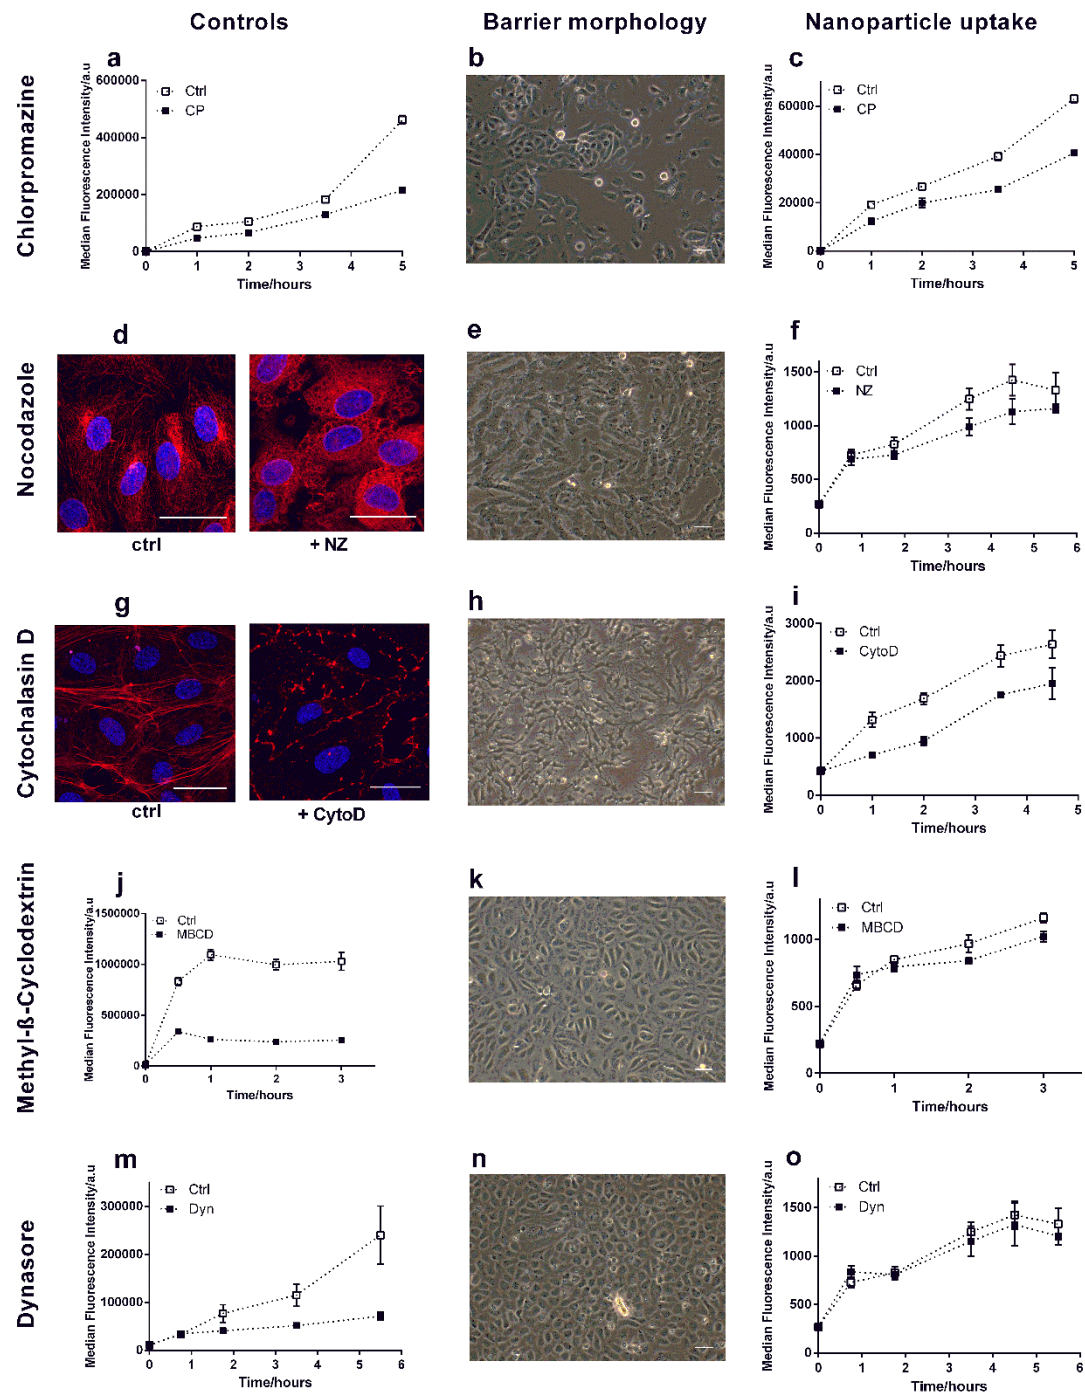 Controls
Barrier morphology
Nanoparticle uptake
Chlorpromazine
a
Median Fluorescence Intensity/a.u
600000
400000
200000
0
Ctrl
CP
0 1 2 3 4 5
Time/hours
b
c
Median Fluorescence Intensity/a.u
60000
40000
20000
0
Ctrl
CP
0 1 2 3 4 5
Time/hours
Nocodazole
d
ctrl
+ NZ
e
f
Median Fluorescence Intensity/a.u
1500
1000
500
0
Ctrl
NZ
0 1 2 3 4 5 6
Time/hours
Cytochalasin D
g
ctrl
+ CytoD
h
i
Median Fluorescence Intensity/a.u
3000
2000
1000
0
Ctrl
CytoD
0 1 2 3 4 5
Time/hours
Methyl-ß-Cyclodextrin
j
Median Fluorescence Intensity/a.u
1500000
1000000
500000
0
Ctrl
MBCD
0 1 2 3
Time/hours
k
l
Median Fluorescence Intensity/a.u
1000
500
0
Ctrl
MBCD
0 1 2 3
Time/hours
Dynasore
m
Median Fluorescence Intensity/a.u
300000
200000
100000
0
Ctrl
Dyn
0 1 2 3 4 5 6
Time/hours
n
o
Median Fluorescence Intensity/a.u
1500
1000
500
0
Ctrl
Dyn
0 1 2 3 4 5 6
Time/hours